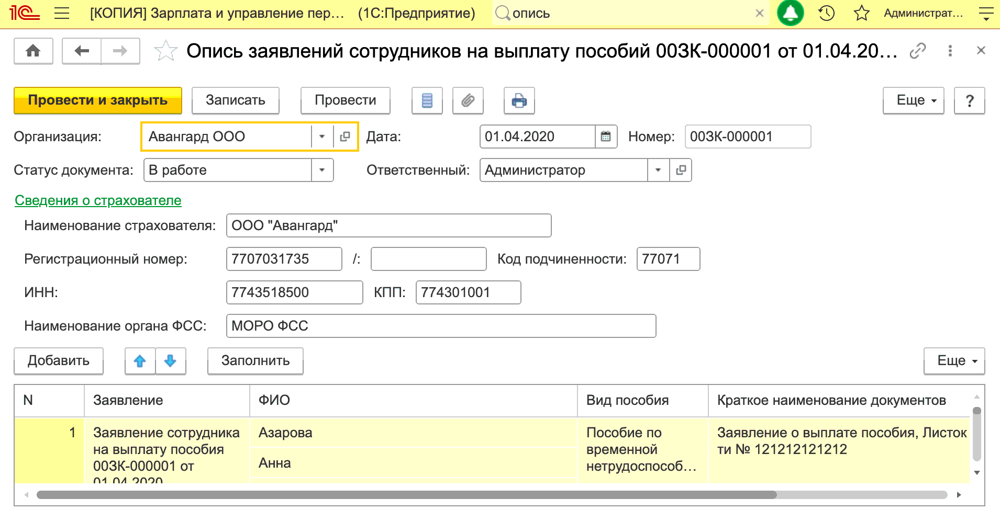 1С [КОПИЯ] Зарплата и управление пер... (1С:Предприятие) опись Администрат...
Опись заявлений сотрудников на выплату пособий 00ЗК-000001 от 01.04.20...
Провести и закрыть Записать Провести Еще ?
Организация: Авангард ООО Дата: 01.04.2020 Номер: 00ЗК-000001
Статус документа: В работе Ответственный: Администратор
Сведения о страхователе
Наименование страхователя: ООО "Авангард"
Регистрационный номер: 7707031735 /: Код подчиненности: 77071
ИНН: 7743518500 КПП: 774301001
Наименование органа ФСС: МОРО ФСС
Добавить Заполнить Еще
N Заявление ФИО Вид пособия Краткое наименование документов
1 Заявление сотрудника Азарова Пособие по Заявление о выплате пособия, Листок
на выплату пособия временной ти № 121212121212
00ЗК-000001 от Анна нетрудоспособ...
01.04.2020